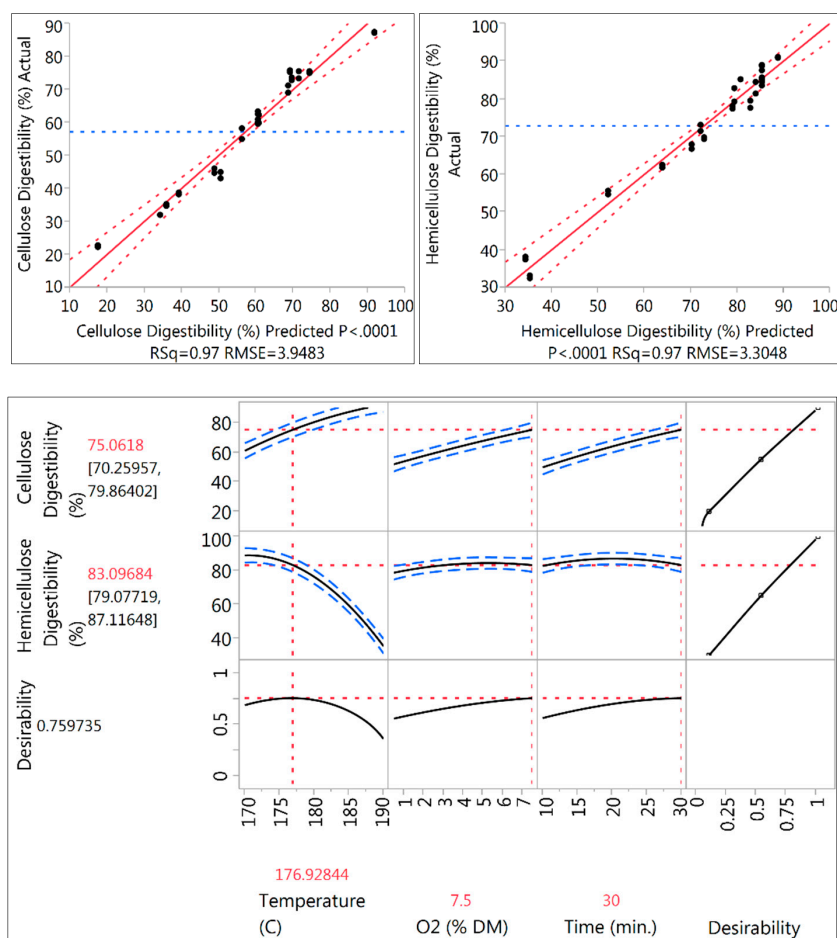 90
80
70
60
50
40
30
20
10
Cellulose Digestibility (%) Actual
10 20 30 40 50 60 70 80 90 100
Cellulose Digestibility (%) Predicted P<.0001
RSq=0.97 RMSE=3.9483
100
90
80
70
60
50
40
30
Hemicellulose Digestibility (%)
Actual
30 40 50 60 70 80 90 100
Hemicellulose Digestibility (%) Predicted
P<.0001 RSq=0.97 RMSE=3.3048
Cellulose
Digestibility
(%)
75.0618
[70.25957,
79.86402]
80
60
40
20
Hemicellulose
Digestibility
(%)
83.09684
[79.07719,
87.11648]
100
80
60
40
Desirability
0.759735
1
0.5
0
170 175 180 185 190
1 2 3 4 5 6 7
10 15 20 25 30
0 0.25 0.5 0.75 1
176.92844
Temperature
(C)
7.5
O2 (% DM)
30
Time (min.)
Desirability